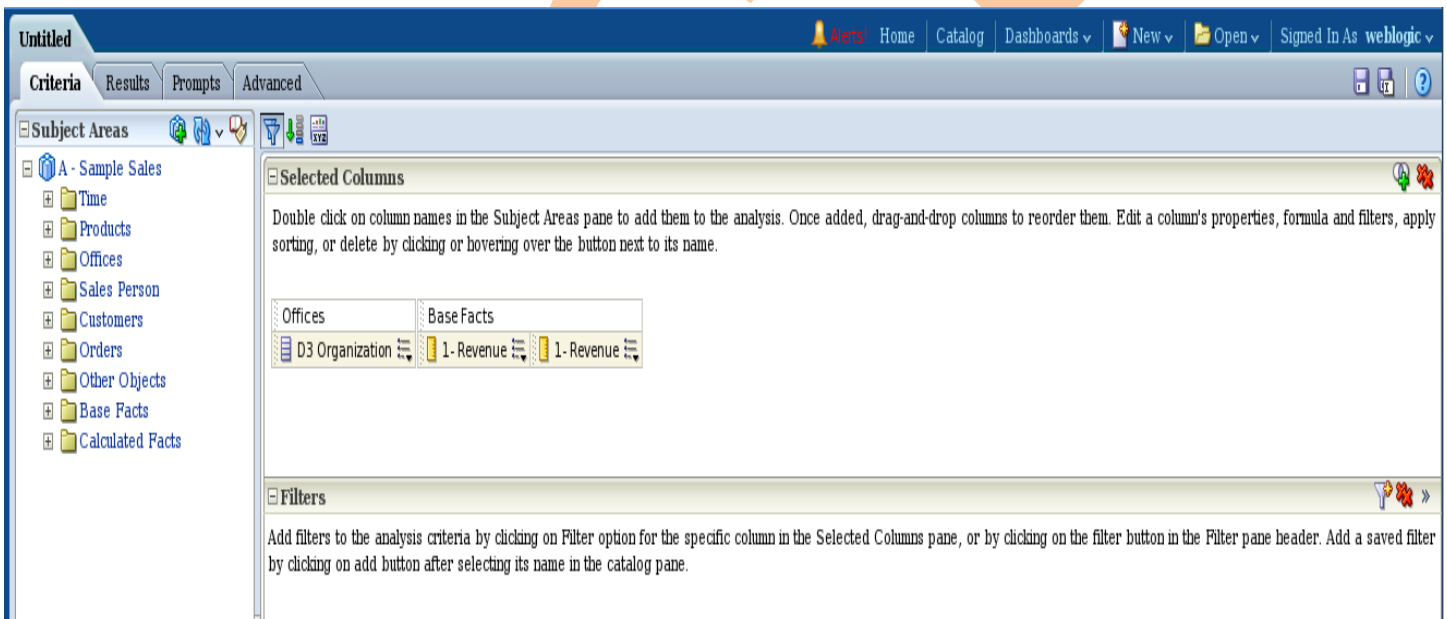 Untitled
Alerts! Home Catalog Dashboards New Open Signed In As weblogic
Criteria Results Prompts Advanced
Subject Areas
A - Sample Sales
Time
Products
Offices
Sales Person
Customers
Orders
Other Objects
Base Facts
Calculated Facts
XYZ
Selected Columns
Double click on column names in the Subject Areas pane to add them to the analysis. Once added, drag-and-drop columns to reorder them. Edit a column's properties, formula and filters, apply
sorting, or delete by clicking or hovering over the button next to its name.
Offices Base Facts
D3 Organization 1- Revenue 1- Revenue
Filters
Add filters to the analysis criteria by clicking on Filter option for the specific column in the Selected Columns pane, or by clicking on the filter button in the Filter pane header. Add a saved filter
by clicking on add button after selecting its name in the catalog pane.